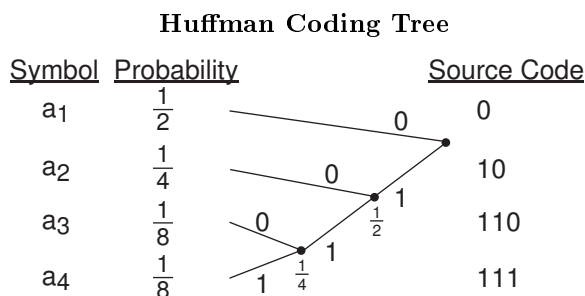 Huffman Coding Tree
Symbol Probability Source Code
a1 1/2 0 0
a2 1/4 0 1 1/2 10
a3 1/8 0 1 110
a4 1/8 1 1/4 111